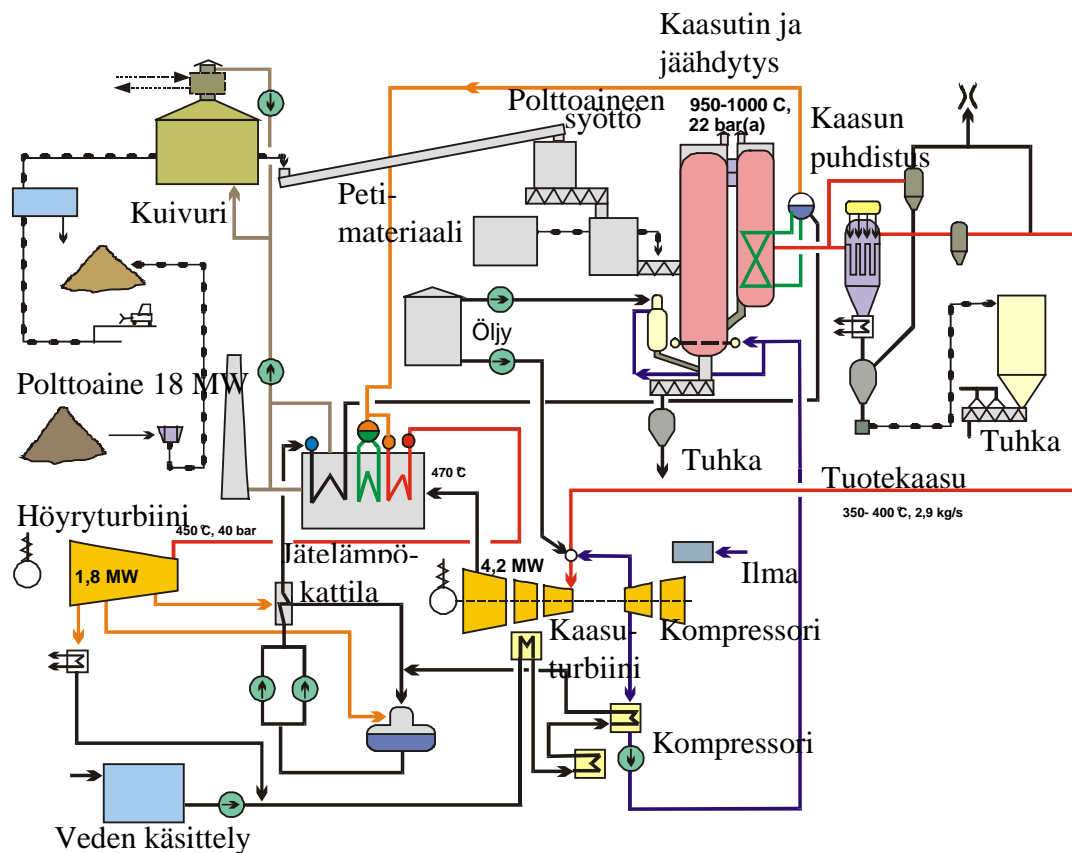 Kaasutin ja
jäähdytys
Polttoaineen
syöttö
950-1000 C,
22 bar(a)
Kaasun
puhdistus
Kuivuri
Peti-
materiaali
Öljy
Polttoaine 18 MW
Tuhka
Tuhka
Tuotekaasu
350- 400 °C, 2,9 kg/s
470 °C
Höyryturbiini
450 °C, 40 bar
1,8 MW
Jätelämpö-
kattila
4,2 MW
Ilma
Kaasu-
turbiini
Kompressori
Kompressori
Veden käsittely